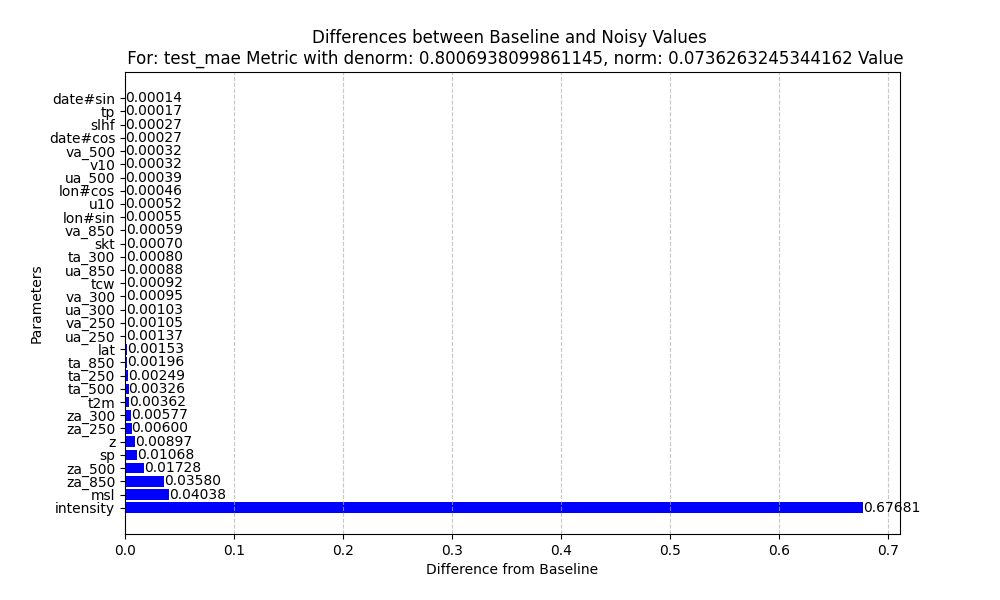 Differences between Baseline and Noisy Values
For: test_mae Metric with denorm: 0.8006938099861145, norm: 0.0736263245344162 Value
Parameters
date#sin 0.00014
tp 0.00017
slhf 0.00027
date#cos 0.00027
va_500 0.00032
v10 0.00032
ua_500 0.00039
lon#cos 0.00046
u10 0.00052
lon#sin 0.00055
va_850 0.00059
skt 0.00070
ta_300 0.00080
ua_850 0.00088
tcw 0.00092
va_300 0.00095
ua_300 0.00103
va_250 0.00105
ua_250 0.00137
lat 0.00153
ta_850 0.00196
ta_250 0.00249
ta_500 0.00326
t2m 0.00362
za_300 0.00577
za_250 0.00600
z 0.00897
sp 0.01068
za_500 0.01728
za_850 0.03580
msl 0.04038
intensity 0.67681
0.0 0.1 0.2 0.3 0.4 0.5 0.6 0.7
Difference from Baseline